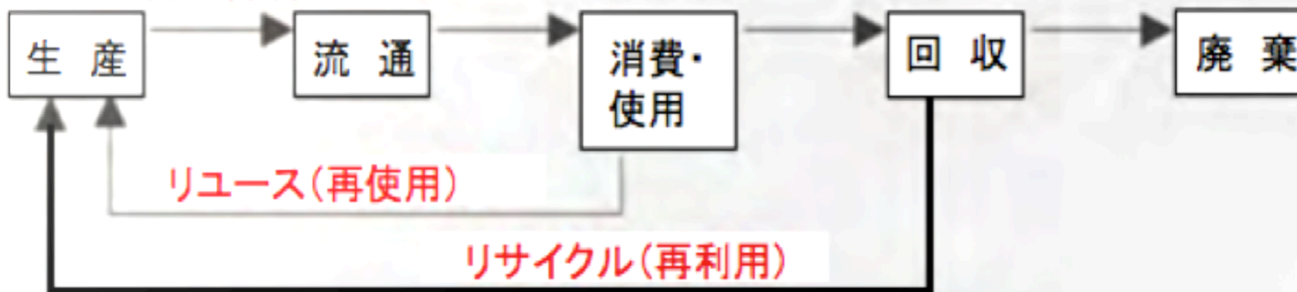 生 産
流 通
消費・
使用
回 収
廃 棄
リユース(再使用)
リサイクル(再利用)